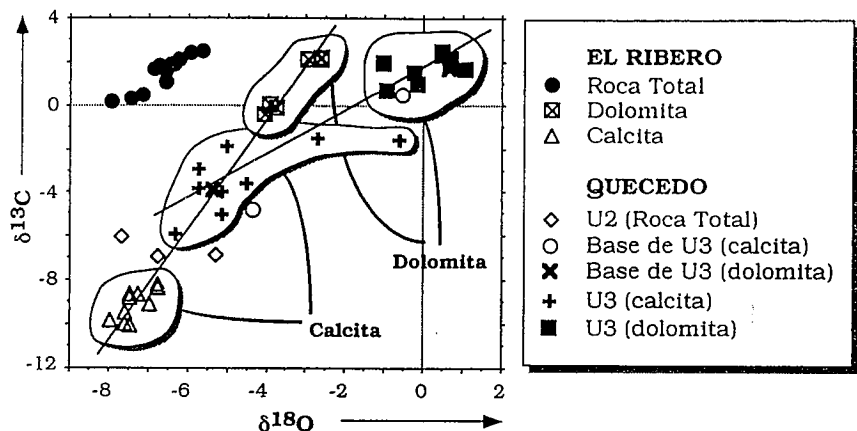 4
0
-4
-8
-12
δ13C
-8
-6
-4
-2
0
2
δ18O
Dolomita
Calcita
EL RIBERO
Roca Total
Dolomita
Calcita
QUECEDO
U2 (Roca Total)
Base de U3 (calcita)
Base de U3 (dolomita)
U3 (calcita)
U3 (dolomita)